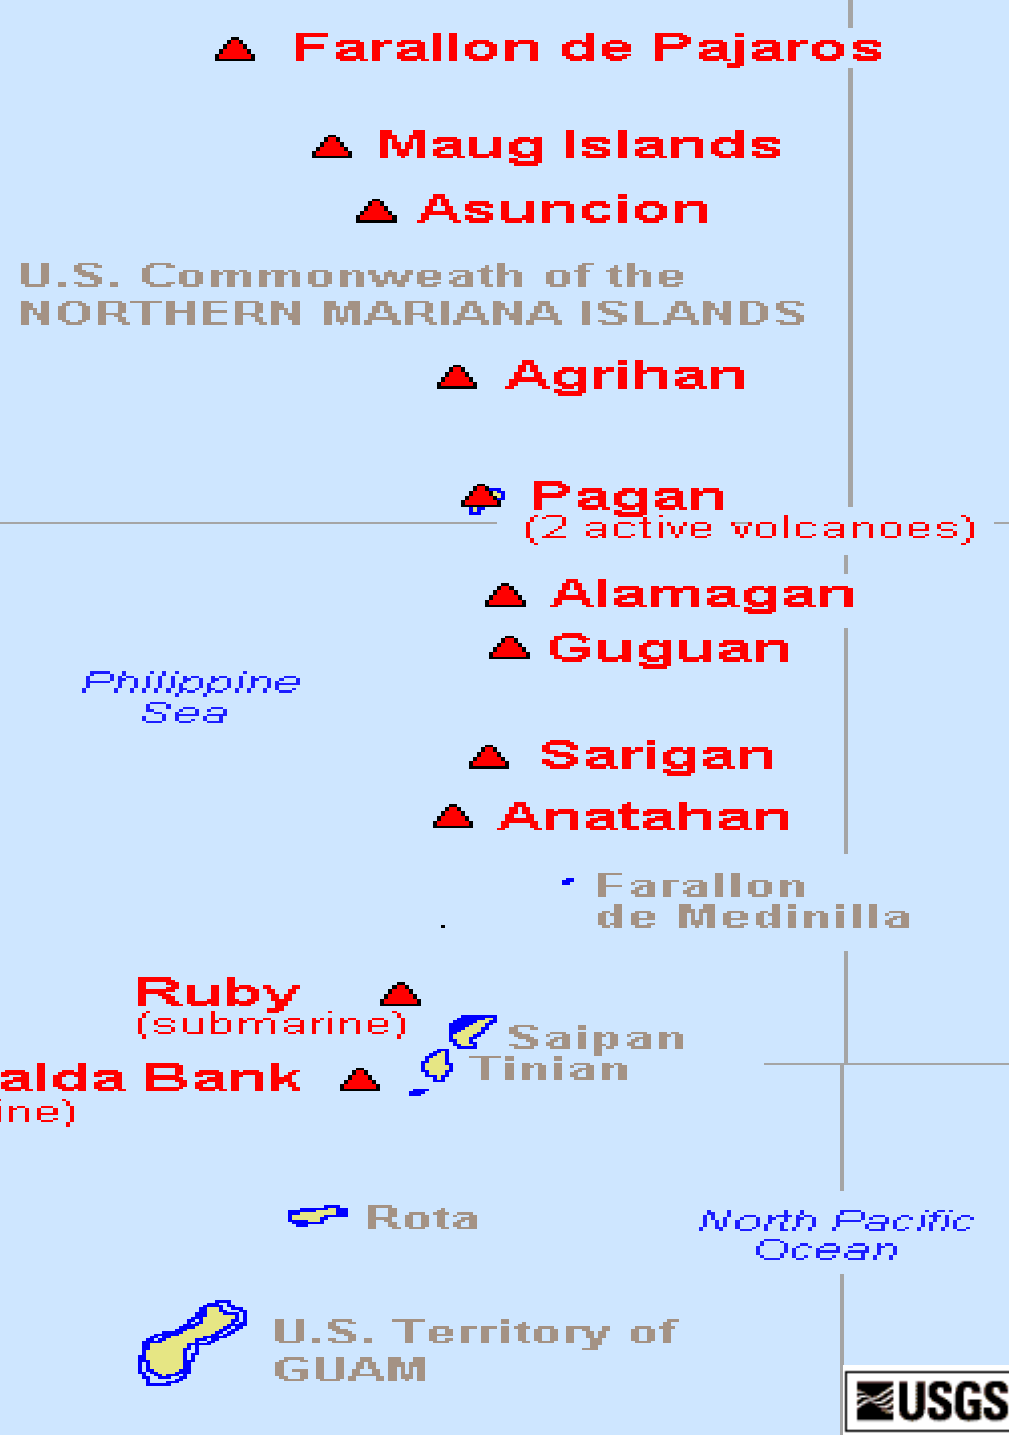 Farallon de Pajaros
Maug Islands
Asuncion
U.S. Commonweath of the
NORTHERN MARIANA ISLANDS
Agrihan
Pagan
(2 active volcanoes)
Alamagan
Guguan
Philippine
Sea
Sarigan
Anatahan
Farallon
de Medinilla
Ruby
(submarine)
Saipan
Tinian
alda Bank
ine)
Rota
North Pacific
Ocean
U.S. Territory of
GUAM
USGS